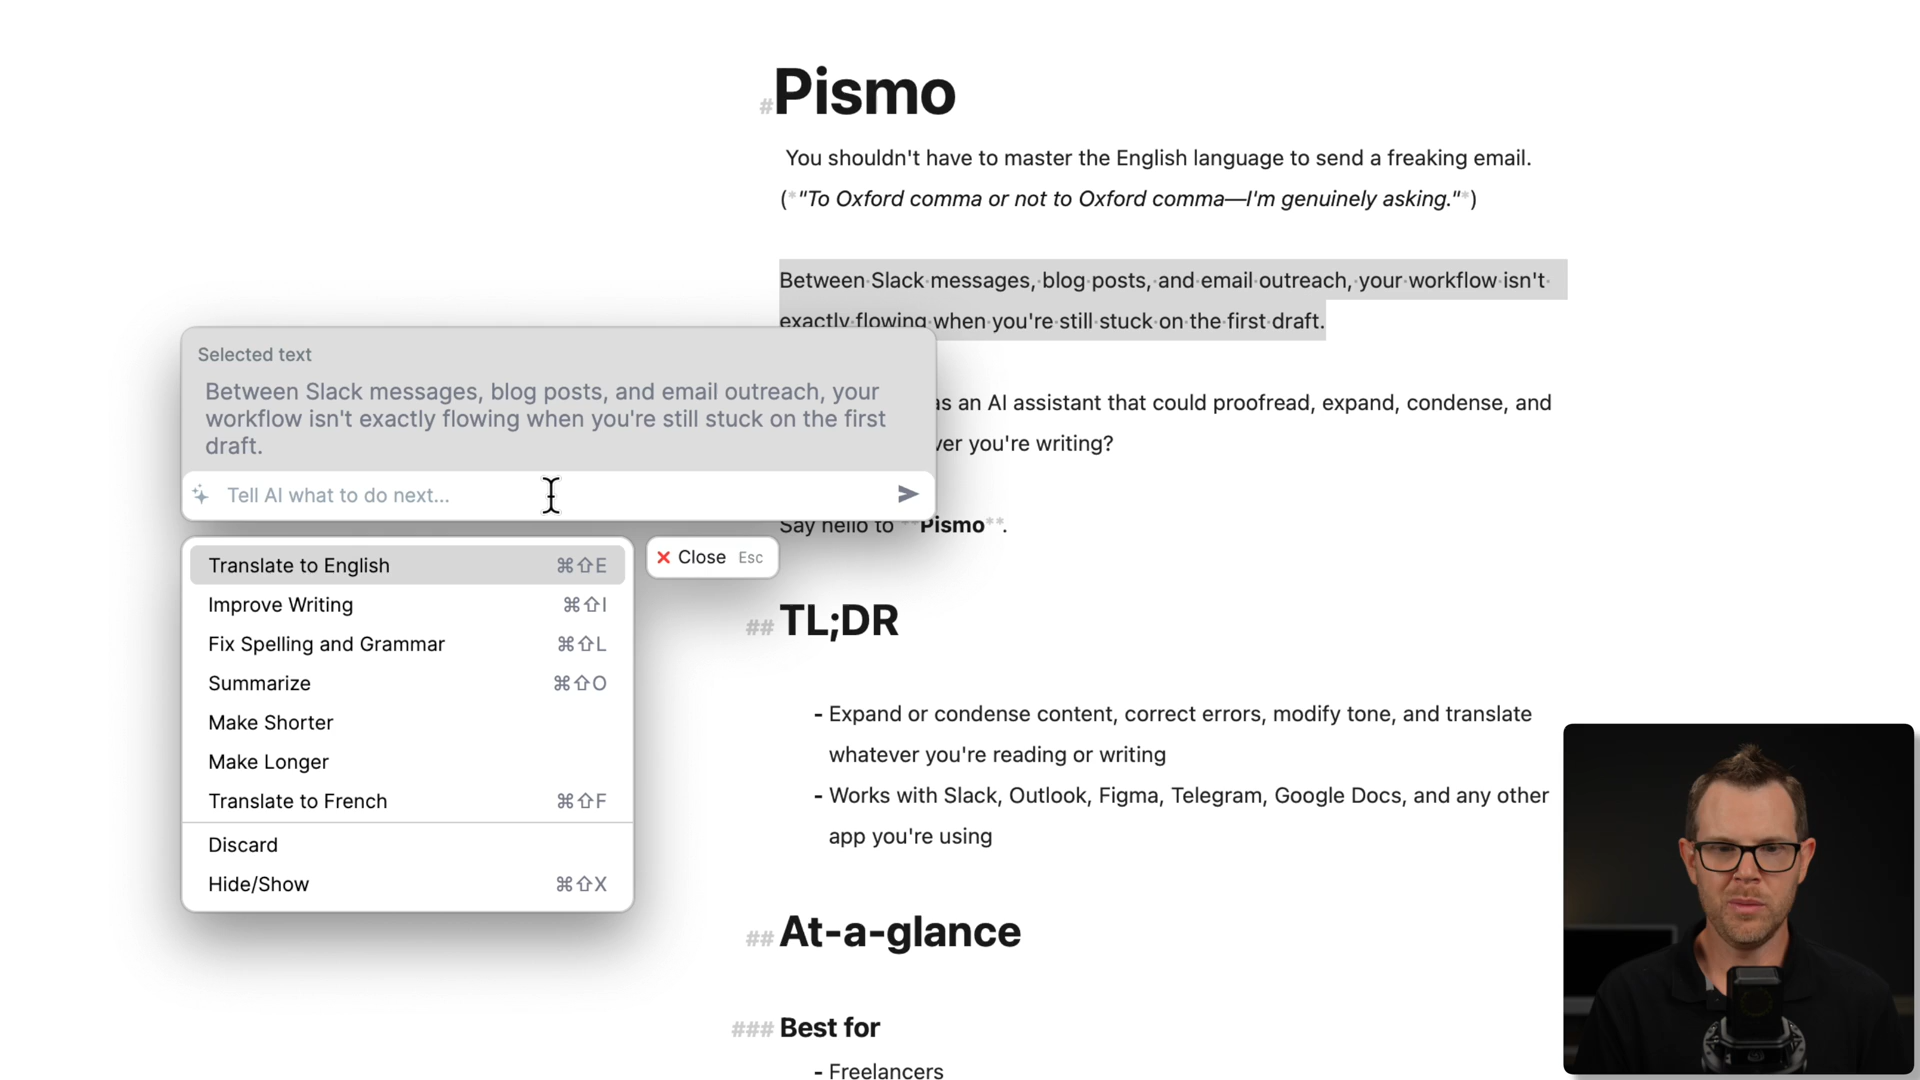 #Pismo
You shouldn't have to master the English language to send a freaking email.
(*"To Oxford comma or not to Oxford comma—I'm genuinely asking."*)
Between Slack messages, blog posts, and email outreach, your workflow isn't
exactly flowing when you're still stuck on the first draft.
Selected text
Between Slack messages, blog posts, and email outreach, your
workflow isn't exactly flowing when you're still stuck on the first
draft.
Tell AI what to do next...
as an AI assistant that could proofread, expand, condense, and
ver you're writing?
Say hello to **Pismo**.
Translate to English ⌘⇧E
Improve Writing ⌘⇧I
Fix Spelling and Grammar ⌘⇧L
Summarize ⌘⇧O
Make Shorter
Make Longer
Translate to French ⌘⇧F
Discard
Hide/Show ⌘⇧X
Close Esc
## TL;DR
- Expand or condense content, correct errors, modify tone, and translate
whatever you're reading or writing
- Works with Slack, Outlook, Figma, Telegram, Google Docs, and any other
app you're using
## At-a-glance
### Best for
- Freelancers